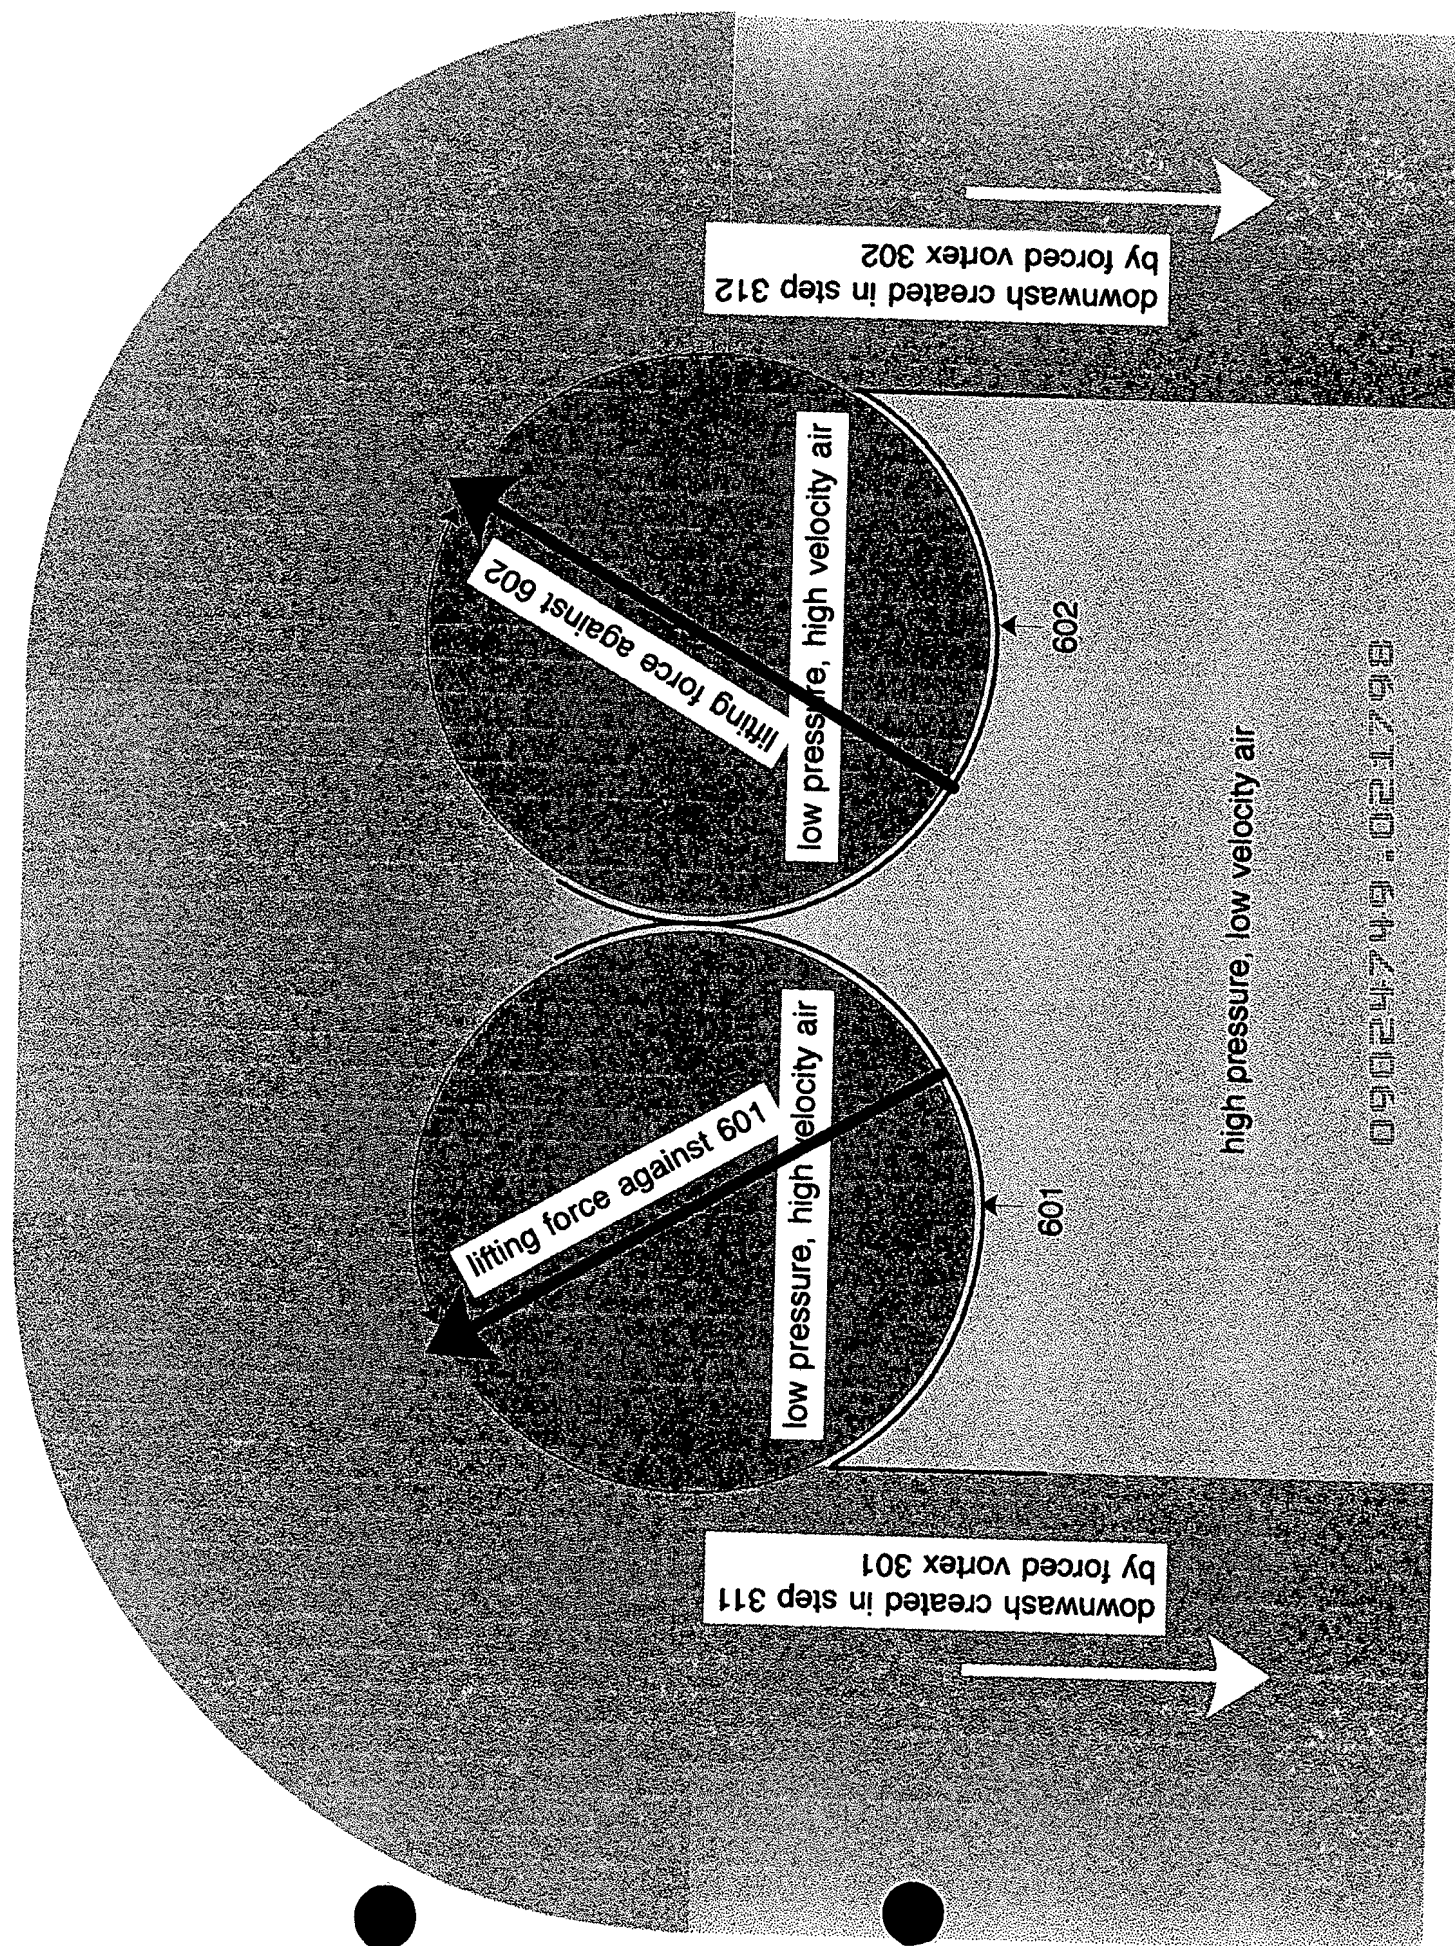 downwash created in step 312
by forced vortex 302
low pressure, high velocity air
lifting force against 602
602
low pressure, high velocity air
lifting force against 601
601
high pressure, low velocity air
09024749.021798
downwash created in step 311
by forced vortex 301